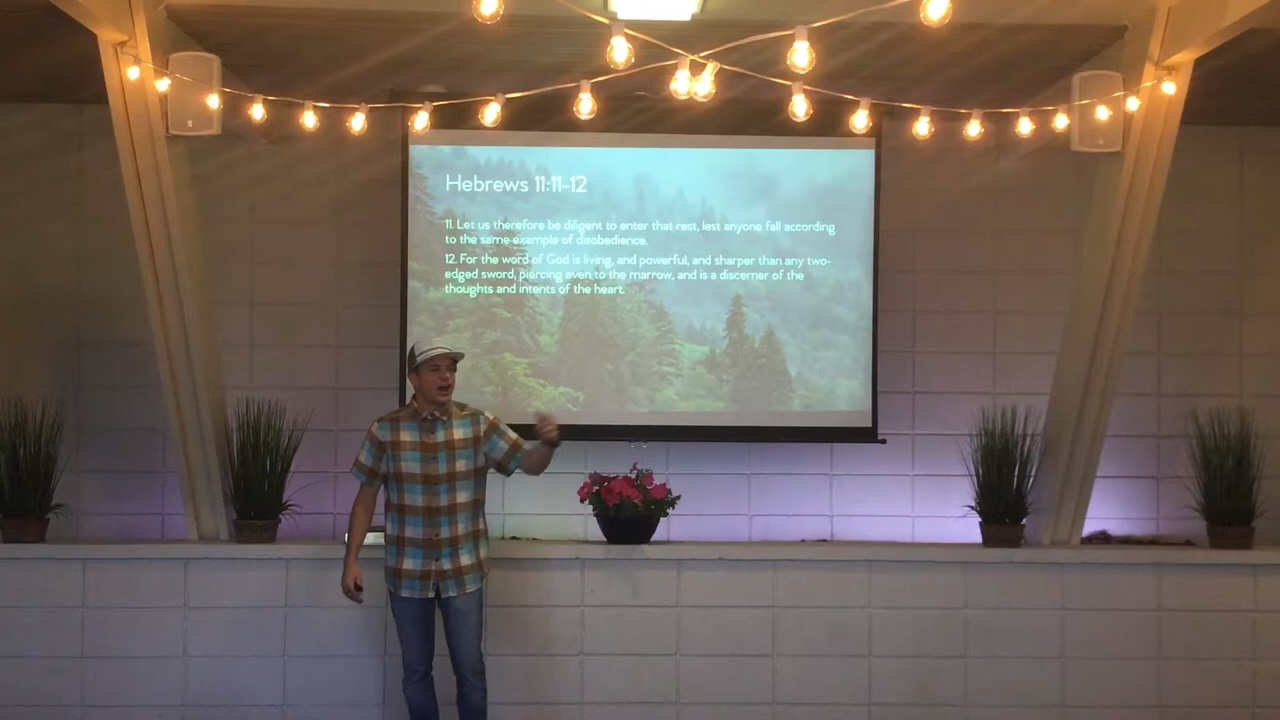 Hebrews 11:11-12
11. Let us therefore be diligent to enter that rest, lest anyone fall according
to the same example of disobedience.
12. For the word of God is living, and powerful, and sharper than any two-
edged sword, piercing even to the marrow, and is a discerner of the
thoughts and intents of the heart.